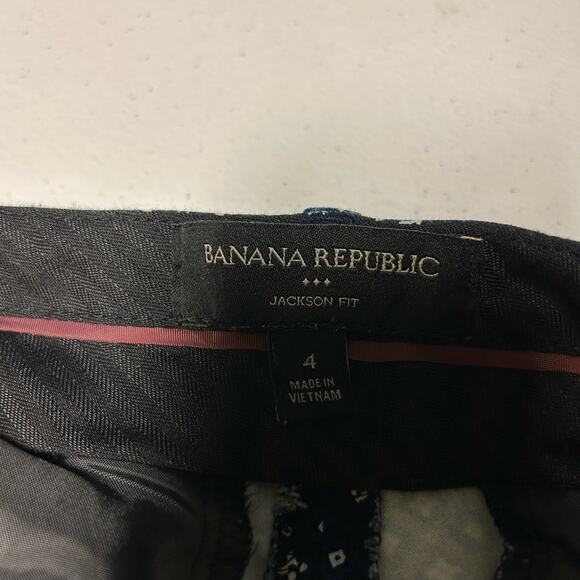 BANANA REPUBLIC
JACKSON FIT
4
MADE IN
VIETNAM